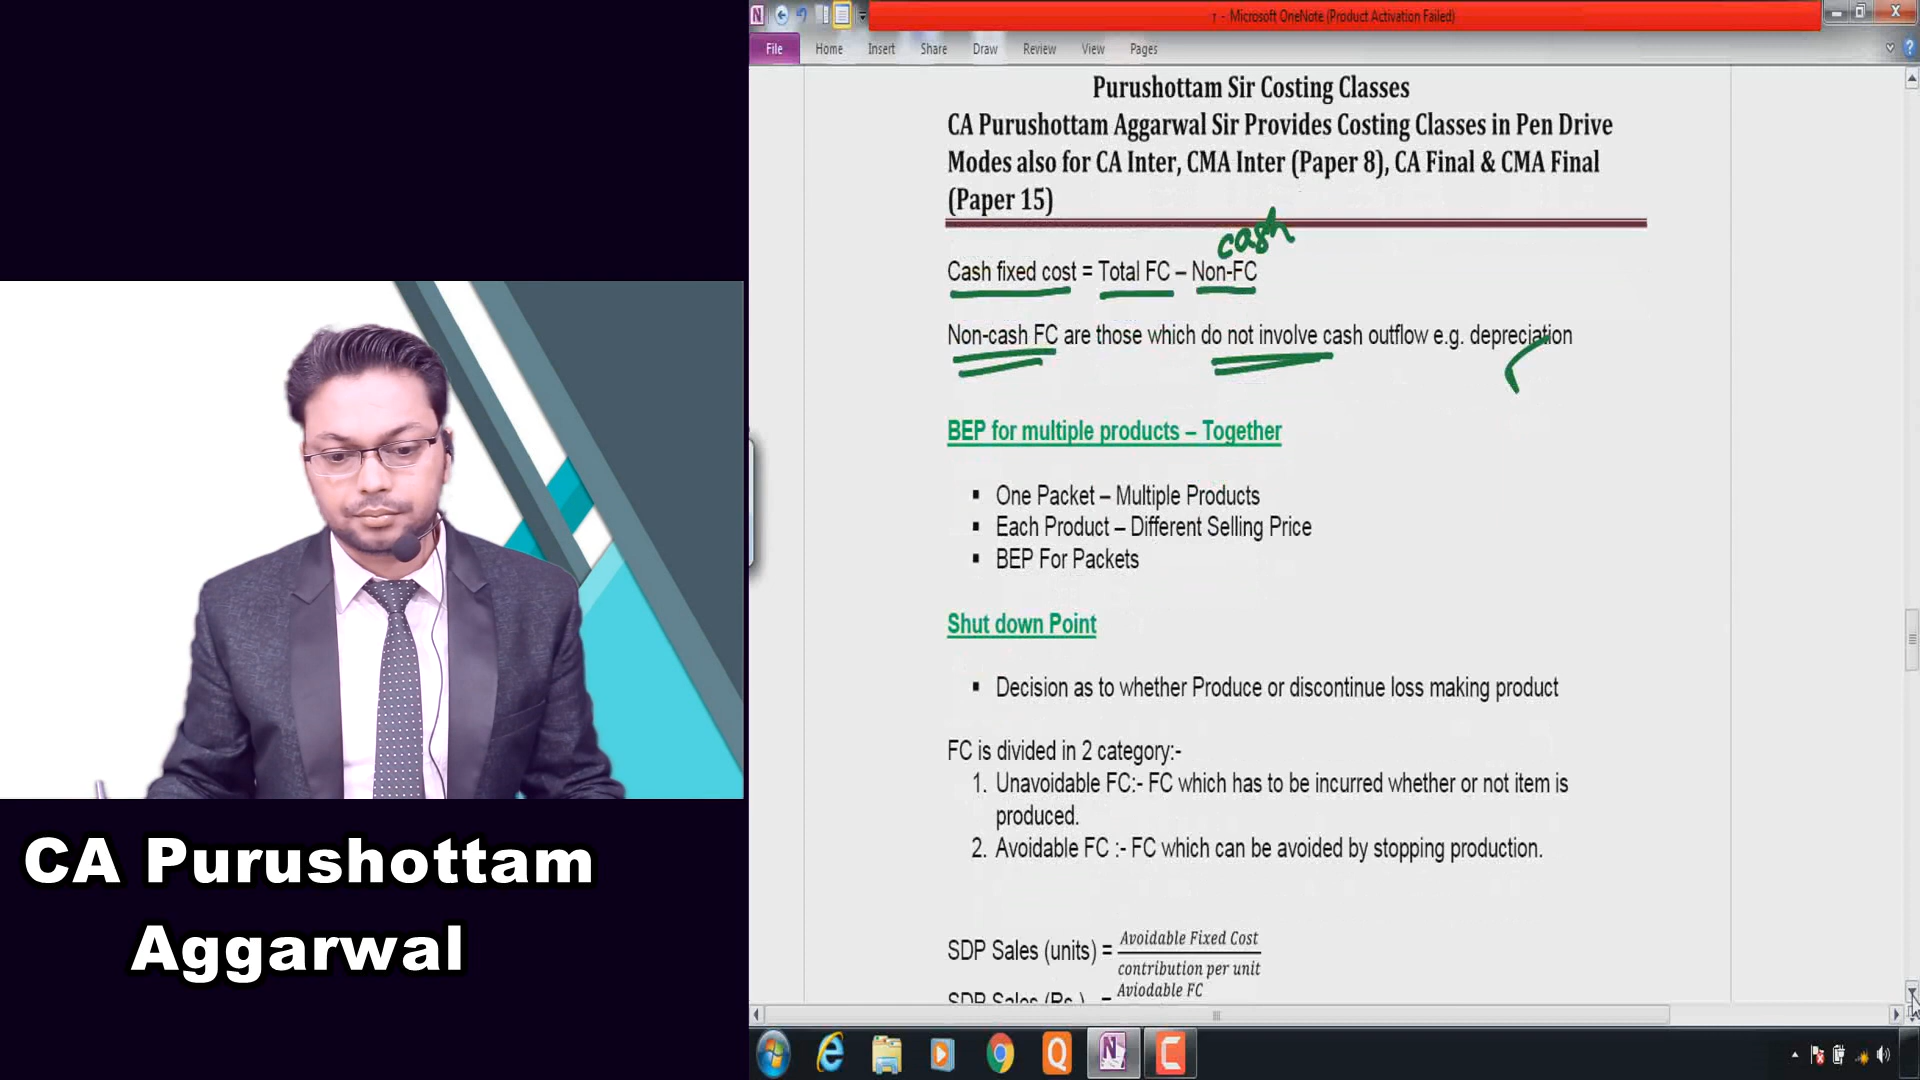 r - Microsoft OneNote (Product Activation Failed)
File Home Insert Share Draw Review View Pages
Purushottam Sir Costing Classes
CA Purushottam Aggarwal Sir Provides Costing Classes in Pen Drive
Modes also for CA Inter, CMA Inter (Paper 8), CA Final & CMA Final
(Paper 15)
cash
Cash fixed cost = Total FC – Non-FC
Non-cash FC are those which do not involve cash outflow e.g. depreciation
BEP for multiple products – Together
▪ One Packet – Multiple Products
▪ Each Product – Different Selling Price
▪ BEP For Packets
Shut down Point
▪ Decision as to whether Produce or discontinue loss making product
FC is divided in 2 category:-
1. Unavoidable FC:- FC which has to be incurred whether or not item is
produced.
2. Avoidable FC :- FC which can be avoided by stopping production.
SDP Sales (units) = Avoidable Fixed Cost
contribution per unit
SDP Sales (Rs.) = Aviodable FC
CA Purushottam
Aggarwal